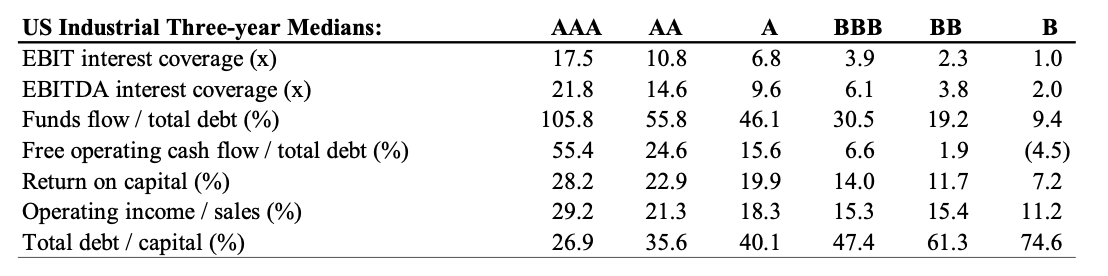 US Industrial Three-year Medians: AAA AA A BBB BB B
EBIT interest coverage (x) 17.5 10.8 6.8 3.9 2.3 1.0
EBITDA interest coverage (x) 21.8 14.6 9.6 6.1 3.8 2.0
Funds flow / total debt (%) 105.8 55.8 46.1 30.5 19.2 9.4
Free operating cash flow / total debt (%) 55.4 24.6 15.6 6.6 1.9 (4.5)
Return on capital (%) 28.2 22.9 19.9 14.0 11.7 7.2
Operating income / sales (%) 29.2 21.3 18.3 15.3 15.4 11.2
Total debt / capital (%) 26.9 35.6 40.1 47.4 61.3 74.6